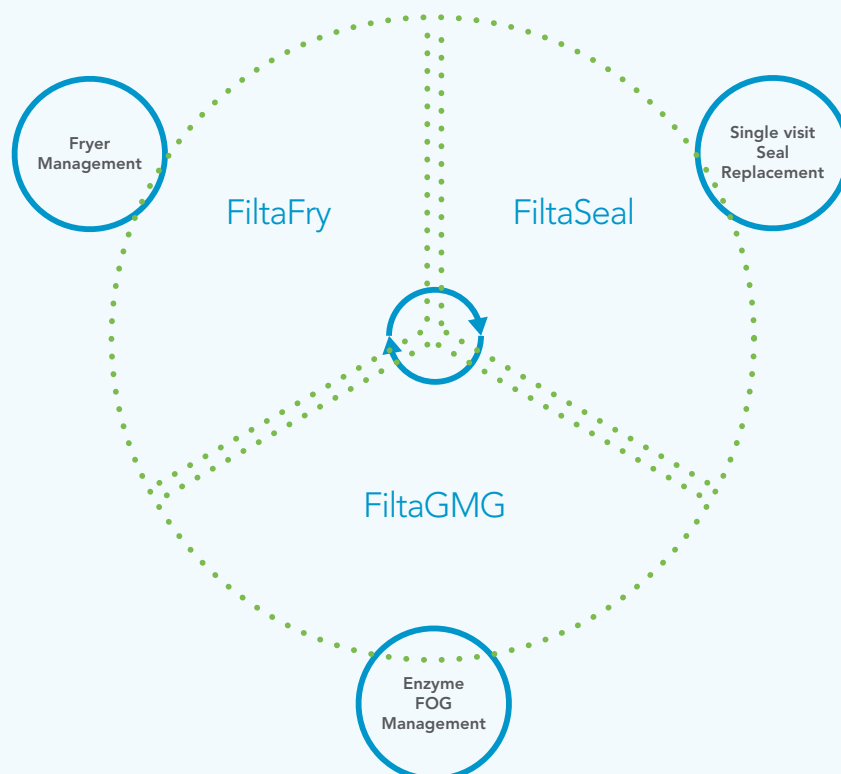 Fryer
Management
Single visit
Seal
Replacement
FiltaFry
FiltaSeal
FiltaGMG
Enzyme
FOG
Management